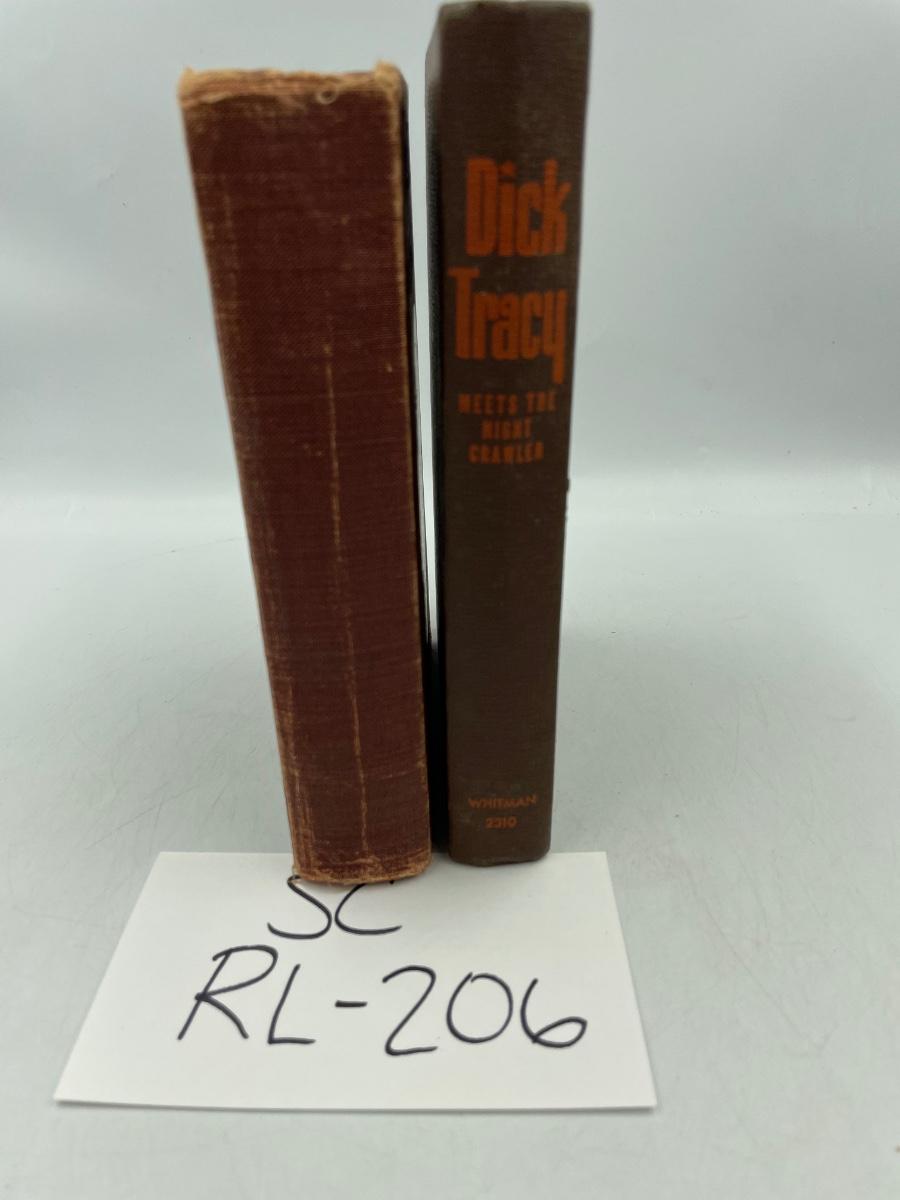 Dick
Tracy
MEETS THE
NIGHT
CRAWLER
WHITMAN
2310
SC
RL-206